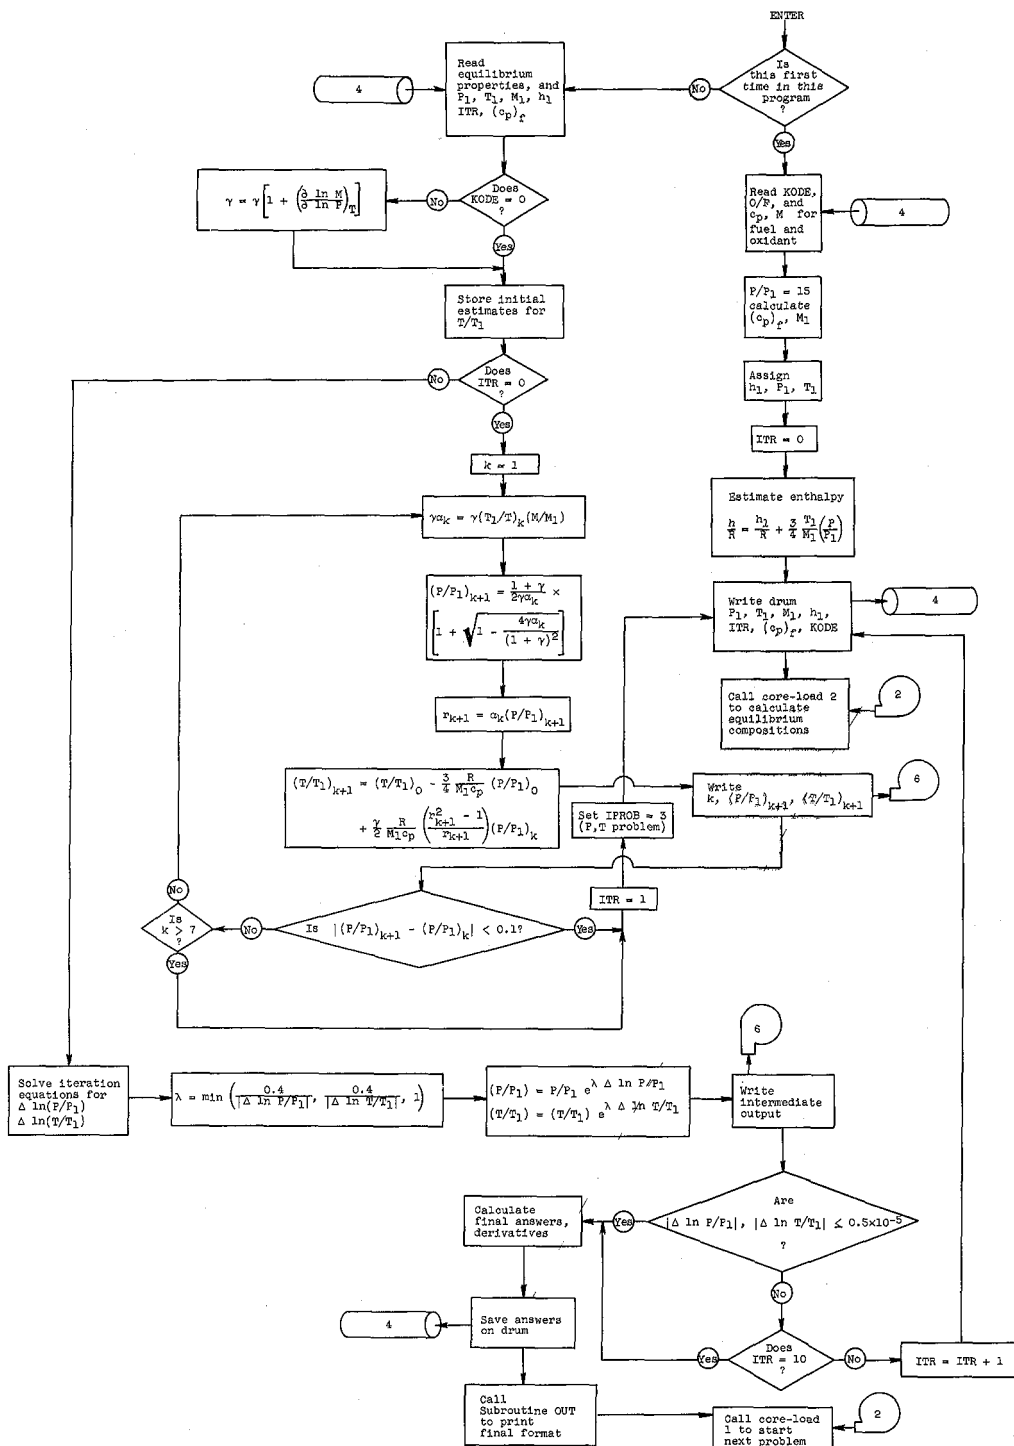 ENTER
Is
this first
time in this
program
?
No
Yes
Read
equilibrium
properties, and
P₁, T₁, M₁, h₁
ITR, (cp)f
4
Does
KODE = 0
?
No
Yes
γ = γ[1 + (∂ ln M / ∂ ln P)T]
Read KODE,
O/F, and
cp, M for
fuel and
oxidant
4
Store initial
estimates for
T/T₁
P/P₁ = 15
calculate
(cp)f, M₁
Does
ITR = 0
?
No
Yes
Assign
h₁, P₁, T₁
ITR = 0
k = 1
Estimate enthalpy
h/R = h₁/R + 3/4 T₁/M₁ (P/P₁)
γαk = γ(T₁/T)k(M/M₁)
(P/P₁)k+1 = (1 + γ)/(2γαk) ×
[1 + √(1 - 4γαk/(1 + γ)²)]
Write drum
P₁, T₁, M₁, h₁,
ITR, (cp)f, KODE
4
rk+1 = αk(P/P₁)k+1
Call core-load 2
to calculate
equilibrium
compositions
2
(T/T₁)k+1 = (T/T₁)o - 3/4 R/(M₁cp) (P/P₁)o
+ γ/2 R/(M₁cp) ((r²k+1 - 1)/rk+1)(P/P₁)k
Write
k, (P/P₁)k+1, (T/T₁)k+1
6
Set IPROB = 3
(P,T problem)
ITR = 1
No
Is
k > 7
?
Yes
No
Is |(P/P₁)k+1 - (P/P₁)k| < 0.1?
Yes
6
Solve iteration
equations for
Δ ln(P/P₁)
Δ ln(T/T₁)
λ = min (0.4/|Δ ln P/P₁|, 0.4/|Δ ln T/T₁|, 1)
(P/P₁) = P/P₁ e^λ Δ ln P/P₁
(T/T₁) = (T/T₁) e^λ Δ ln T/T₁
Write
intermediate
output
Are
|Δ ln P/P₁|, |Δ ln T/T₁| ≤ 0.5x10⁻⁵
?
Yes
No
Calculate
final answers,
derivatives
Save answers
on drum
4
Does
ITR = 10
?
Yes
No
ITR = ITR + 1
Call
Subroutine OUT
to print
final format
Call core-load
1 to start
next problem
2